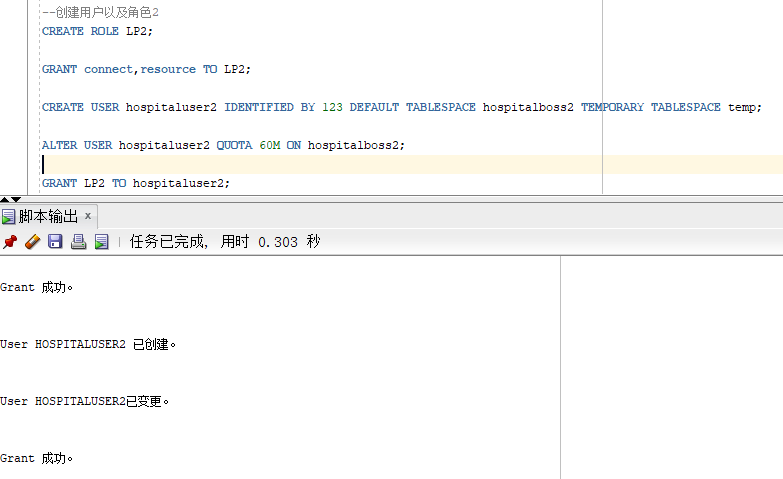 --创建用户以及角色2
CREATE ROLE LP2;
GRANT connect,resource TO LP2;
CREATE USER hospitaluser2 IDENTIFIED BY 123 DEFAULT TABLESPACE hospitalboss2 TEMPORARY TABLESPACE temp;
ALTER USER hospitaluser2 QUOTA 60M ON hospitalboss2;
GRANT LP2 TO hospitaluser2;
脚本输出 x
任务已完成, 用时 0.303 秒
Grant 成功。
User HOSPITALUSER2 已创建。
User HOSPITALUSER2已变更。
Grant 成功。